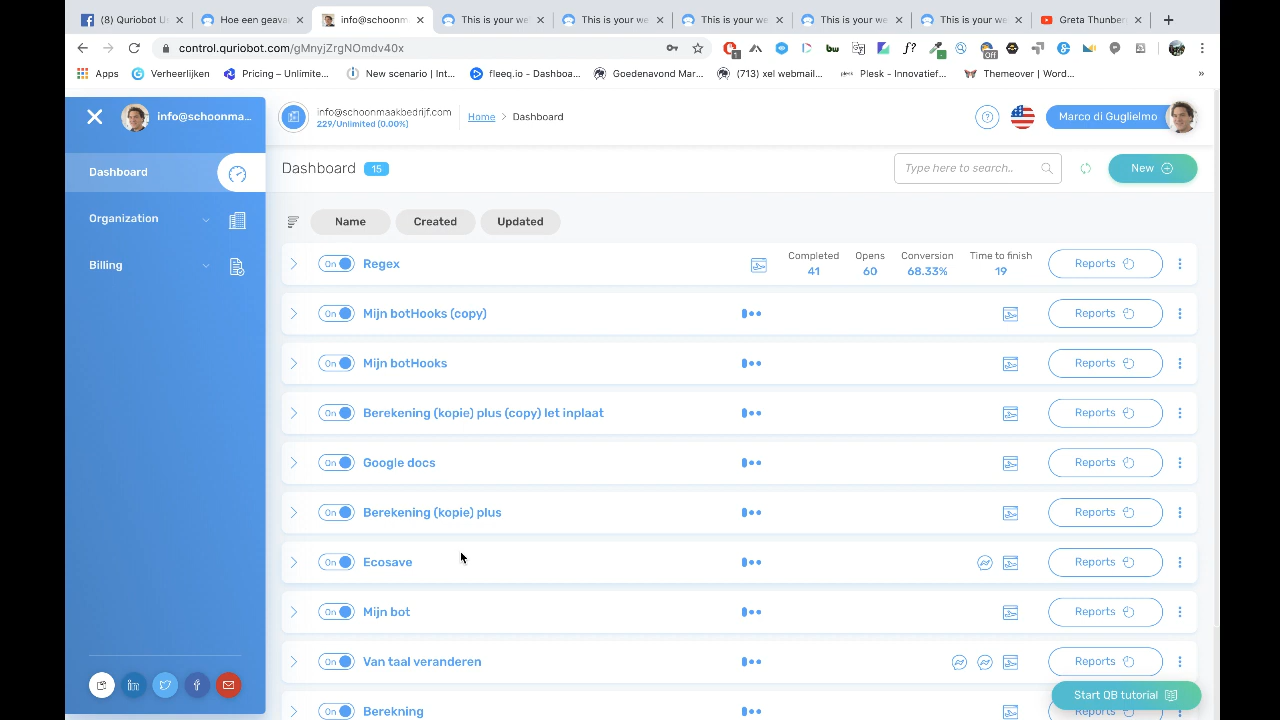 (8) Quriobot U
Hoe een geava
info@schoonm
This is your we
This is your we
This is your we
This is your we
This is your we
Greta Thunber
control.quriobot.com/gMnyjZrgNOmdv40x
Apps
Verheerlijken
Pricing – Unlimite...
New scenario | Int...
fleeq.io - Dashboa...
Goedenavond Mar...
(713) xel webmail...
Plesk - Innovatief...
Themeover | Word...
info@schoonma...
info@schoonmaakbedrijf.com
229/Unlimited (0.00%)
Home > Dashboard
Marco di Guglielmo
Dashboard
Organization
Billing
Dashboard 15
Type here to search..
New
Name
Created
Updated
On Regex
Completed
41
Opens
60
Conversion
68.33%
Time to finish
19
Reports
On Mijn botHooks (copy) Reports
On Mijn botHooks Reports
On Berekening (kopie) plus (copy) let inplaat Reports
On Google docs Reports
On Berekening (kopie) plus Reports
On Ecosave Reports
On Mijn bot Reports
On Van taal veranderen Reports
Start QB tutorial
On Berekning Reports